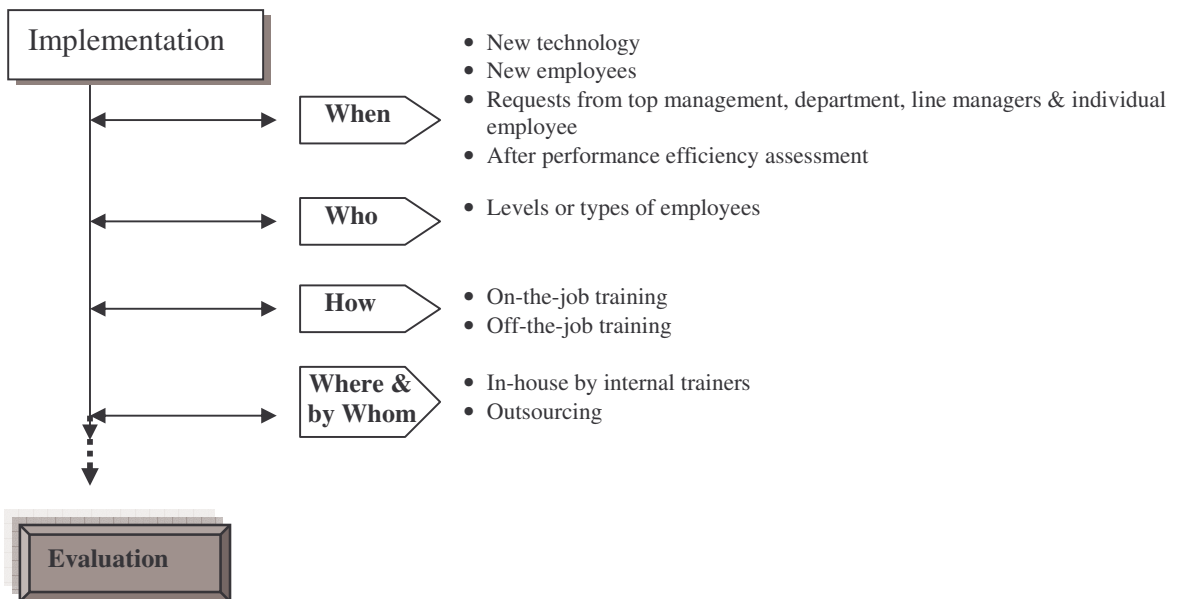 Implementation
• New technology
• New employees
• Requests from top management, department, line managers & individual
employee
• After performance efficiency assessment
When
Who
• Levels or types of employees
How
• On-the-job training
• Off-the-job training
Where &
by Whom
• In-house by internal trainers
• Outsourcing
Evaluation